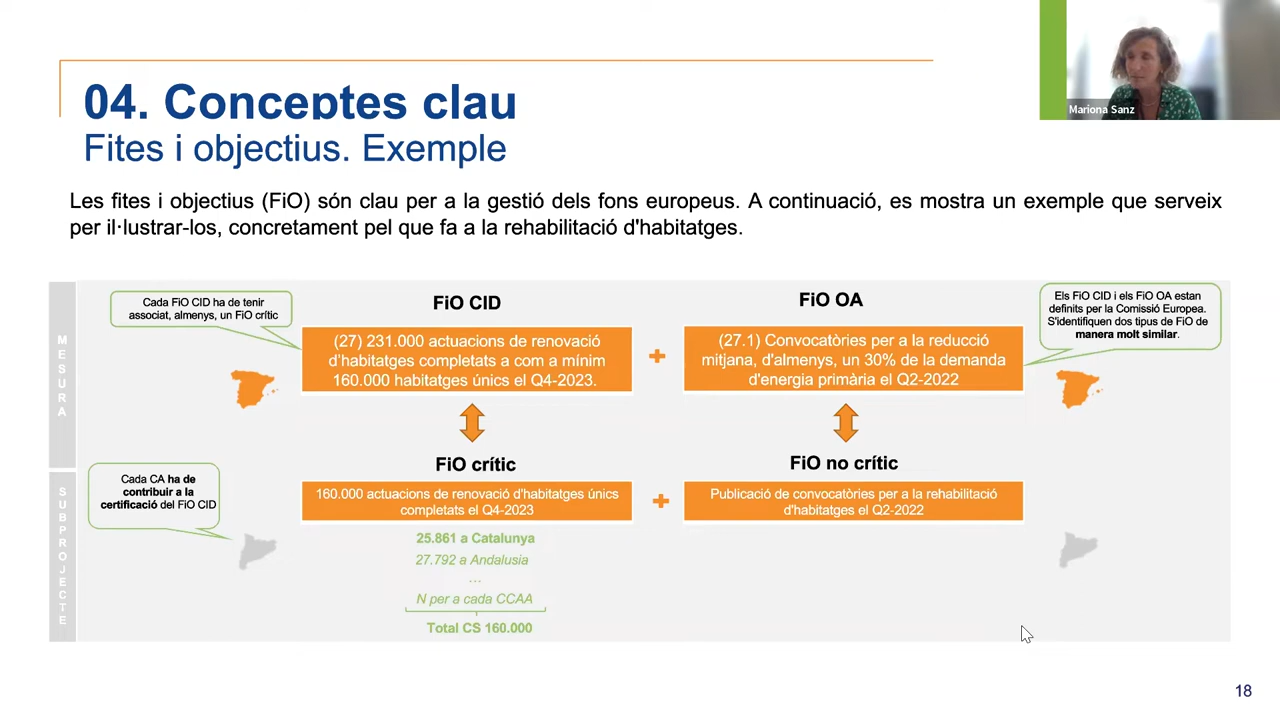 Mariona Sanz
04. Conceptes clau
Fites i objectius. Exemple
Les fites i objectius (FiO) són clau per a la gestió dels fons europeus. A continuació, es mostra un exemple que serveix
per il·lustrar-los, concretament pel que fa a la rehabilitació d'habitatges.
MESURA
Cada FiO CID ha de tenir
associat, almenys, un FiO crític
FiO CID
(27) 231.000 actuacions de renovació
d'habitatges completats a com a mínim
160.000 habitatges únics el Q4-2023.
+
FiO OA
(27.1) Convocatòries per a la reducció
mitjana, d'almenys, un 30% de la demanda
d'energia primària el Q2-2022
Els FiO CID i els FiO OA estan
definits per la Comissió Europea.
S'identifiquen dos tipus de FiO de
manera molt similar.
SUBPROJECTE
Cada CA ha de
contribuir a la
certificació del FiO CID
FiO crític
160.000 actuacions de renovació d'habitatges únics
completats el Q4-2023
+
FiO no crític
Publicació de convocatòries per a la rehabilitació
d'habitatges el Q2-2022
25.861 a Catalunya
27.792 a Andalusia
...
N per a cada CCAA
Total CS 160.000
18